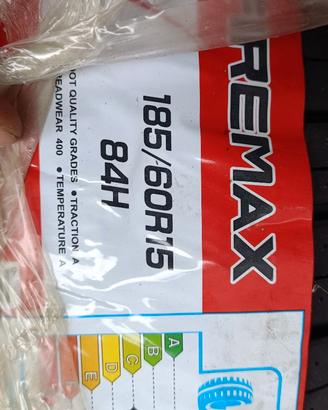 REMAX
185/60R15
84H
DOT QUALITY GRADES • TRACTION A
TREADWEAR 400 • TEMPERATURE A
A
B
C
D
E